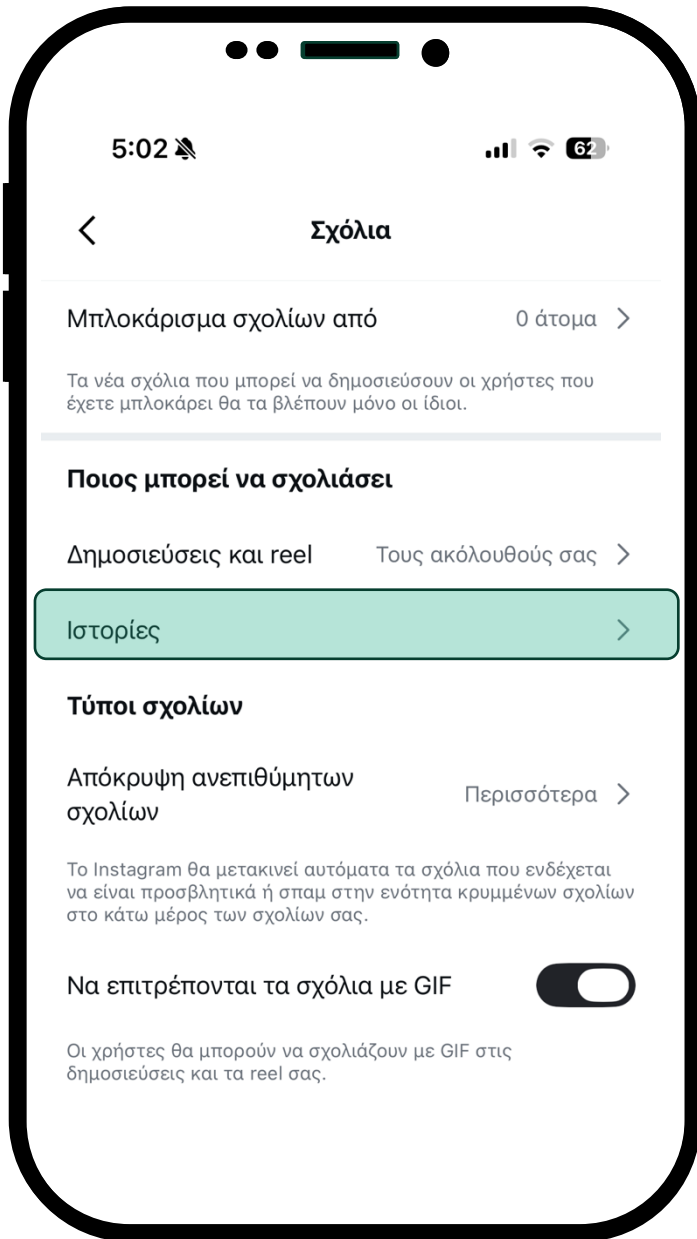 5:02
62
Σχόλια
Μπλοκάρισμα σχολίων από 0 άτομα
Τα νέα σχόλια που μπορεί να δημοσιεύσουν οι χρήστες που
έχετε μπλοκάρει θα τα βλέπουν μόνο οι ίδιοι.
Ποιος μπορεί να σχολιάσει
Δημοσιεύσεις και reel Τους ακόλουθούς σας
Ιστορίες
Τύποι σχολίων
Απόκρυψη ανεπιθύμητων
σχολίων
Περισσότερα
Το Instagram θα μετακινεί αυτόματα τα σχόλια που ενδέχεται
να είναι προσβλητικά ή σπαμ στην ενότητα κρυμμένων σχολίων
στο κάτω μέρος των σχολίων σας.
Να επιτρέπονται τα σχόλια με GIF
Οι χρήστες θα μπορούν να σχολιάζουν με GIF στις
δημοσιεύσεις και τα reel σας.